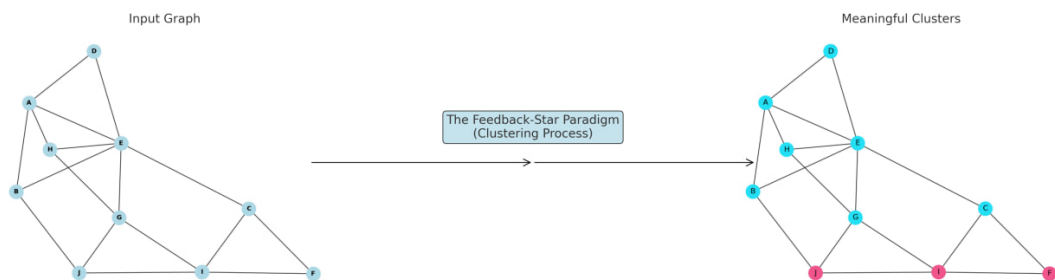 Input Graph
Meaningful Clusters
The Feedback-Star Paradigm
(Clustering Process)
D
A
E
H
B
G
C
J
I
F
D
A
E
H
B
G
C
J
I
F